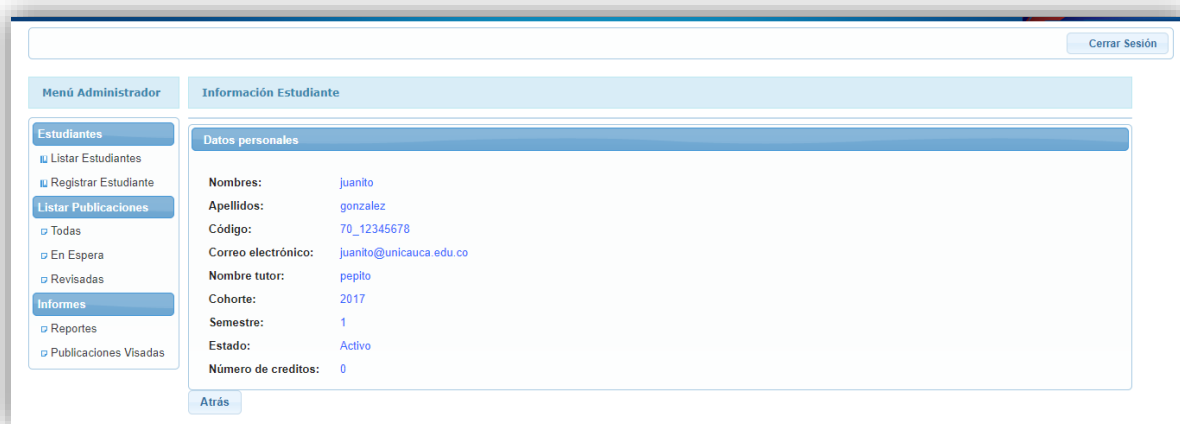 Cerrar Sesión
Menú Administrador
Información Estudiante
Estudiantes
Listar Estudiantes
Registrar Estudiante
Listar Publicaciones
Todas
En Espera
Revisadas
Informes
Reportes
Publicaciones Visadas
Datos personales
Nombres: juanito
Apellidos: gonzalez
Código: 70_12345678
Correo electrónico: juanito@unicauca.edu.co
Nombre tutor: pepito
Cohorte: 2017
Semestre: 1
Estado: Activo
Número de creditos: 0
Atrás